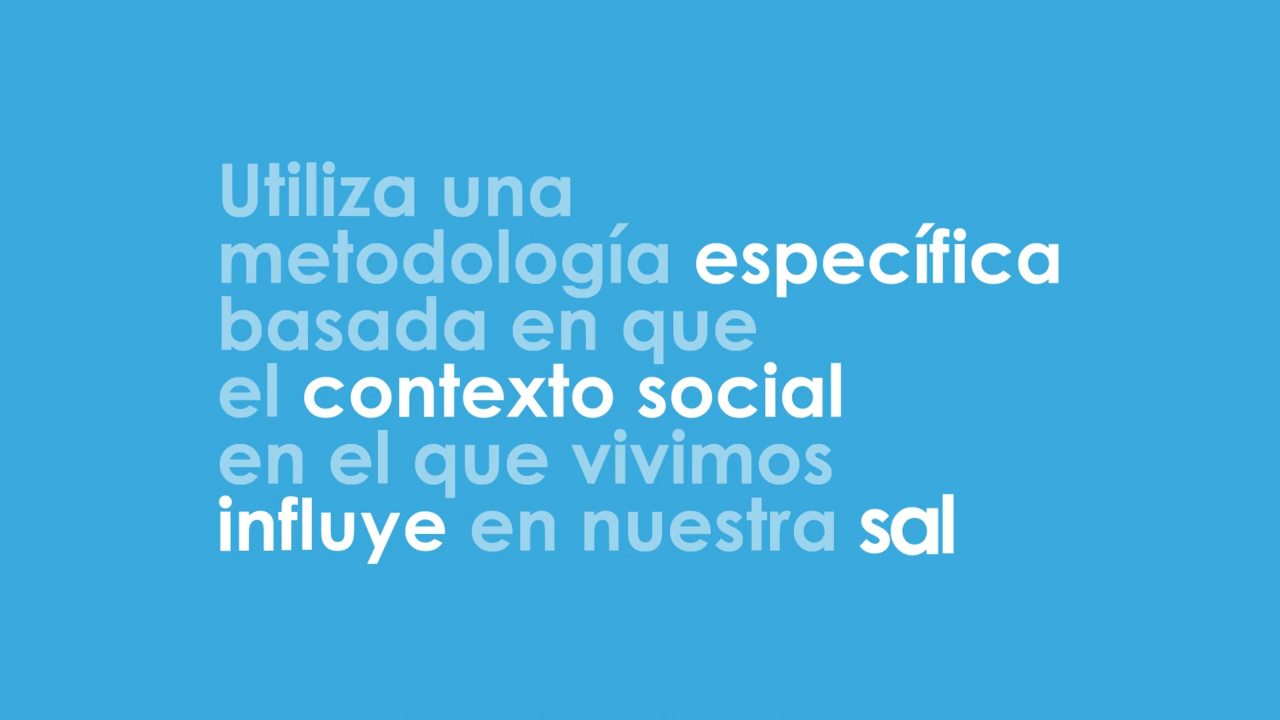 Utiliza una
metodología específica
basada en que
el contexto social
en el que vivimos
influye en nuestra sal